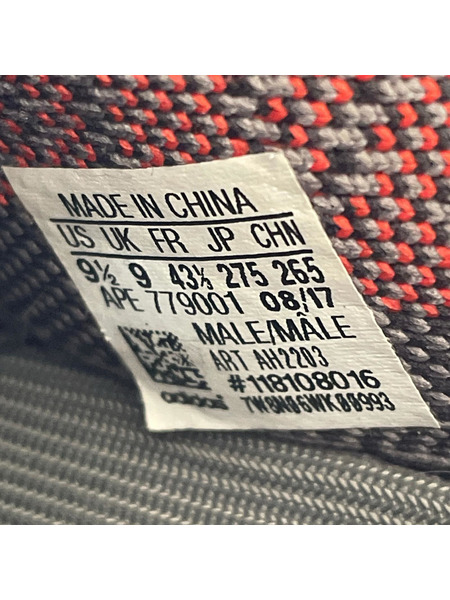 MADE IN CHINA
US UK FR JP CHN
9½ 9 43⅓ 275 265
APE 779001 08/17
MALE/MÂLE
ART AH2203
#118108016
adidas 7W8N06WK00993